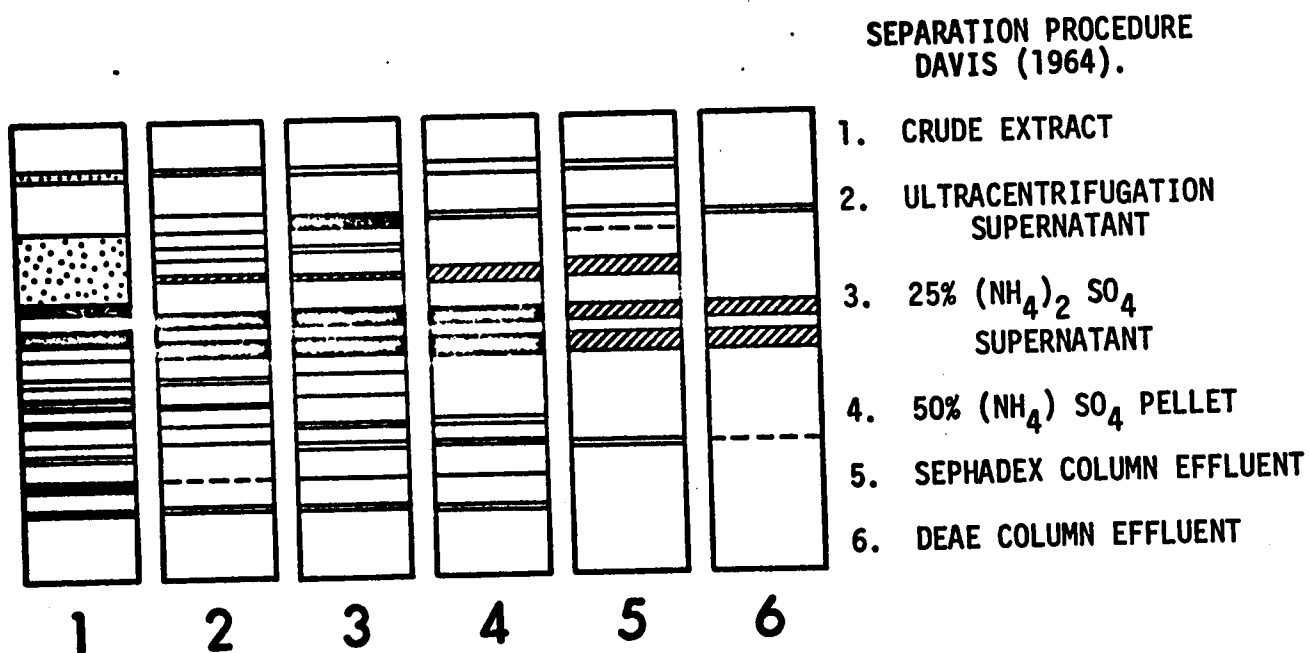 SEPARATION PROCEDURE
DAVIS (1964).
1. CRUDE EXTRACT
2. ULTRACENTRIFUGATION
SUPERNATANT
3. 25% (NH4)2 SO4
SUPERNATANT
4. 50% (NH4) SO4 PELLET
5. SEPHADEX COLUMN EFFLUENT
6. DEAE COLUMN EFFLUENT
1 2 3 4 5 6